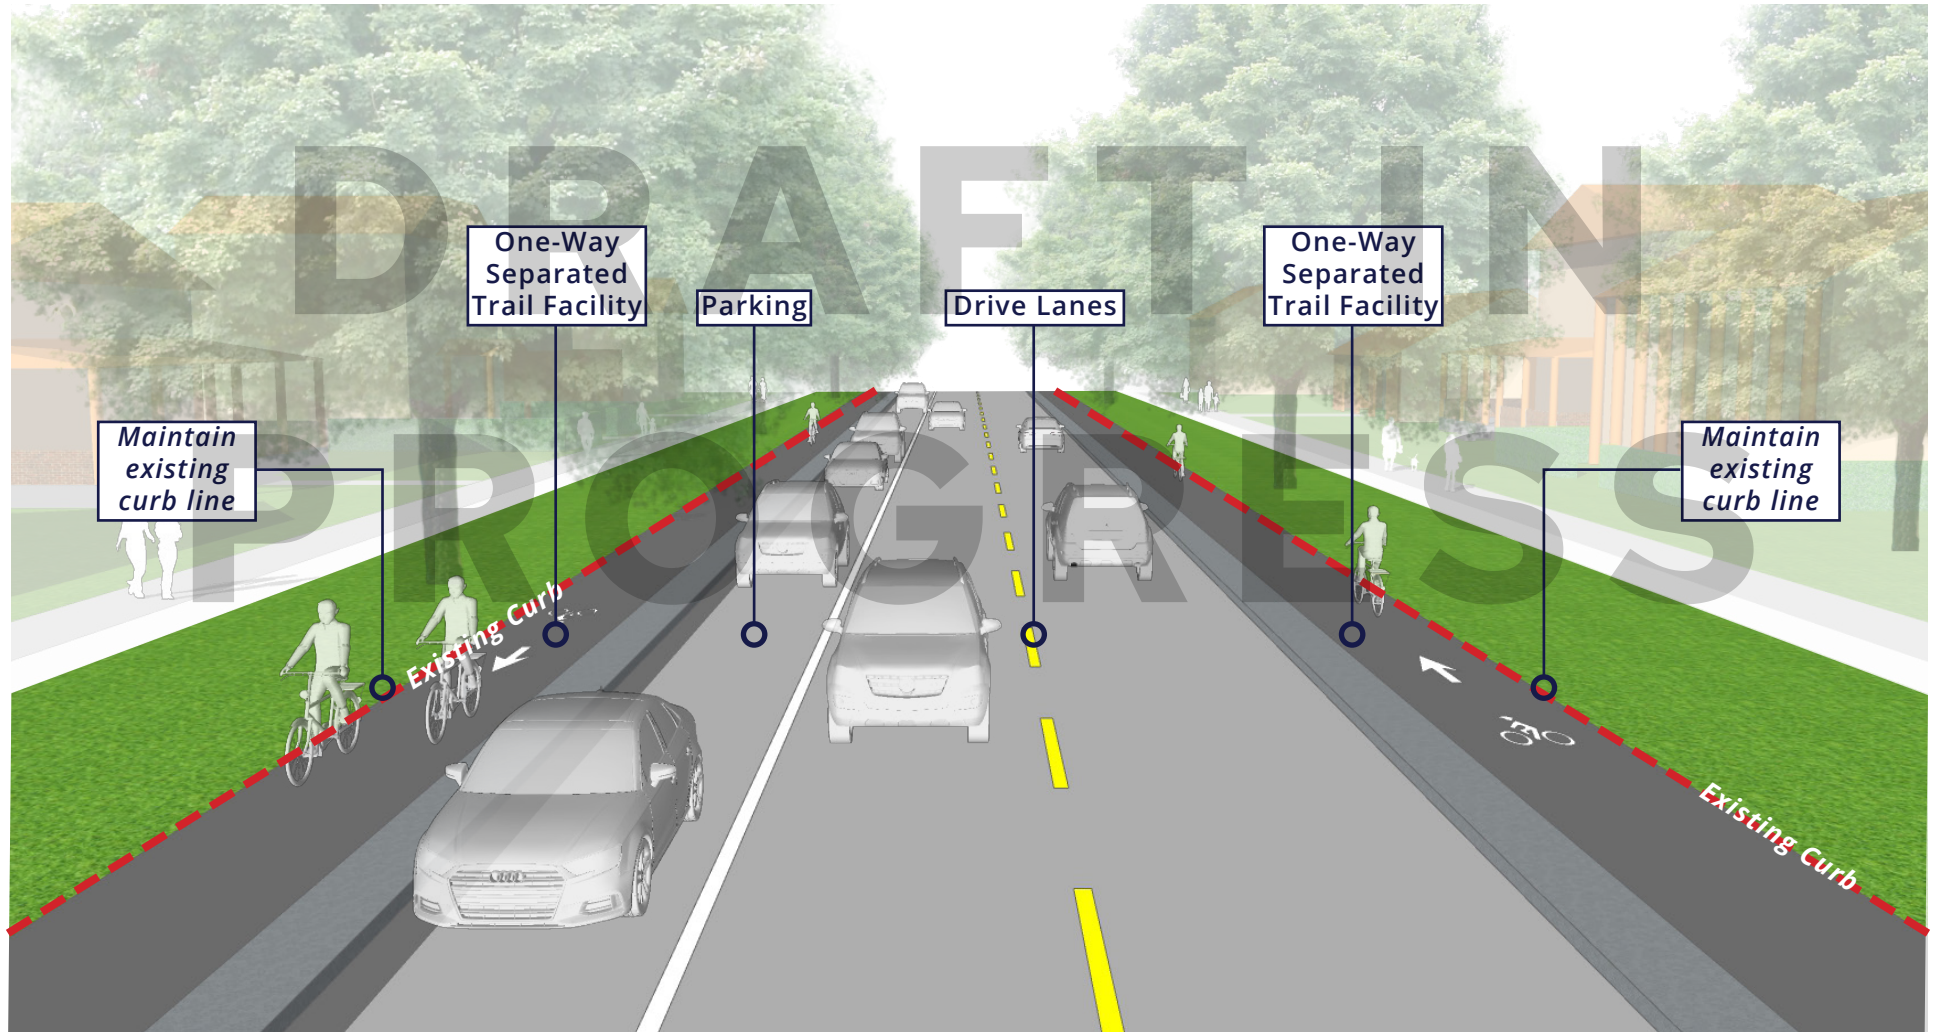 DRAFT IN
PROGRESS
One-Way
Separated
Trail Facility
Parking
Drive Lanes
One-Way
Separated
Trail Facility
Maintain
existing
curb line
Maintain
existing
curb line
Existing Curb
Existing Curb